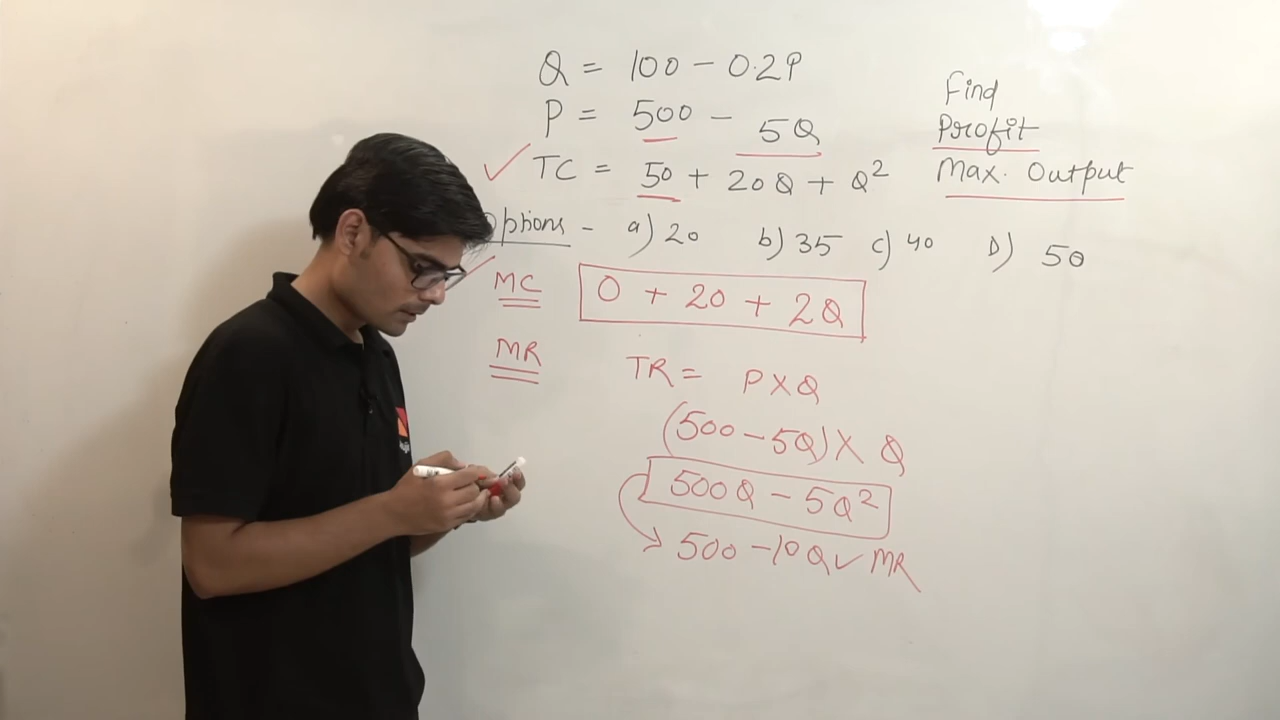 Q = 100 - 0.2P
P = 500 - 5Q
TC = 50 + 20Q + Q²
Find
Profit
Max. Output
Options - a) 20 b) 35 c) 40 D) 50
MC 0 + 20 + 2Q
MR TR = P X Q
(500 - 5Q) X Q
500Q - 5Q²
500 - 10Q ✓ MR